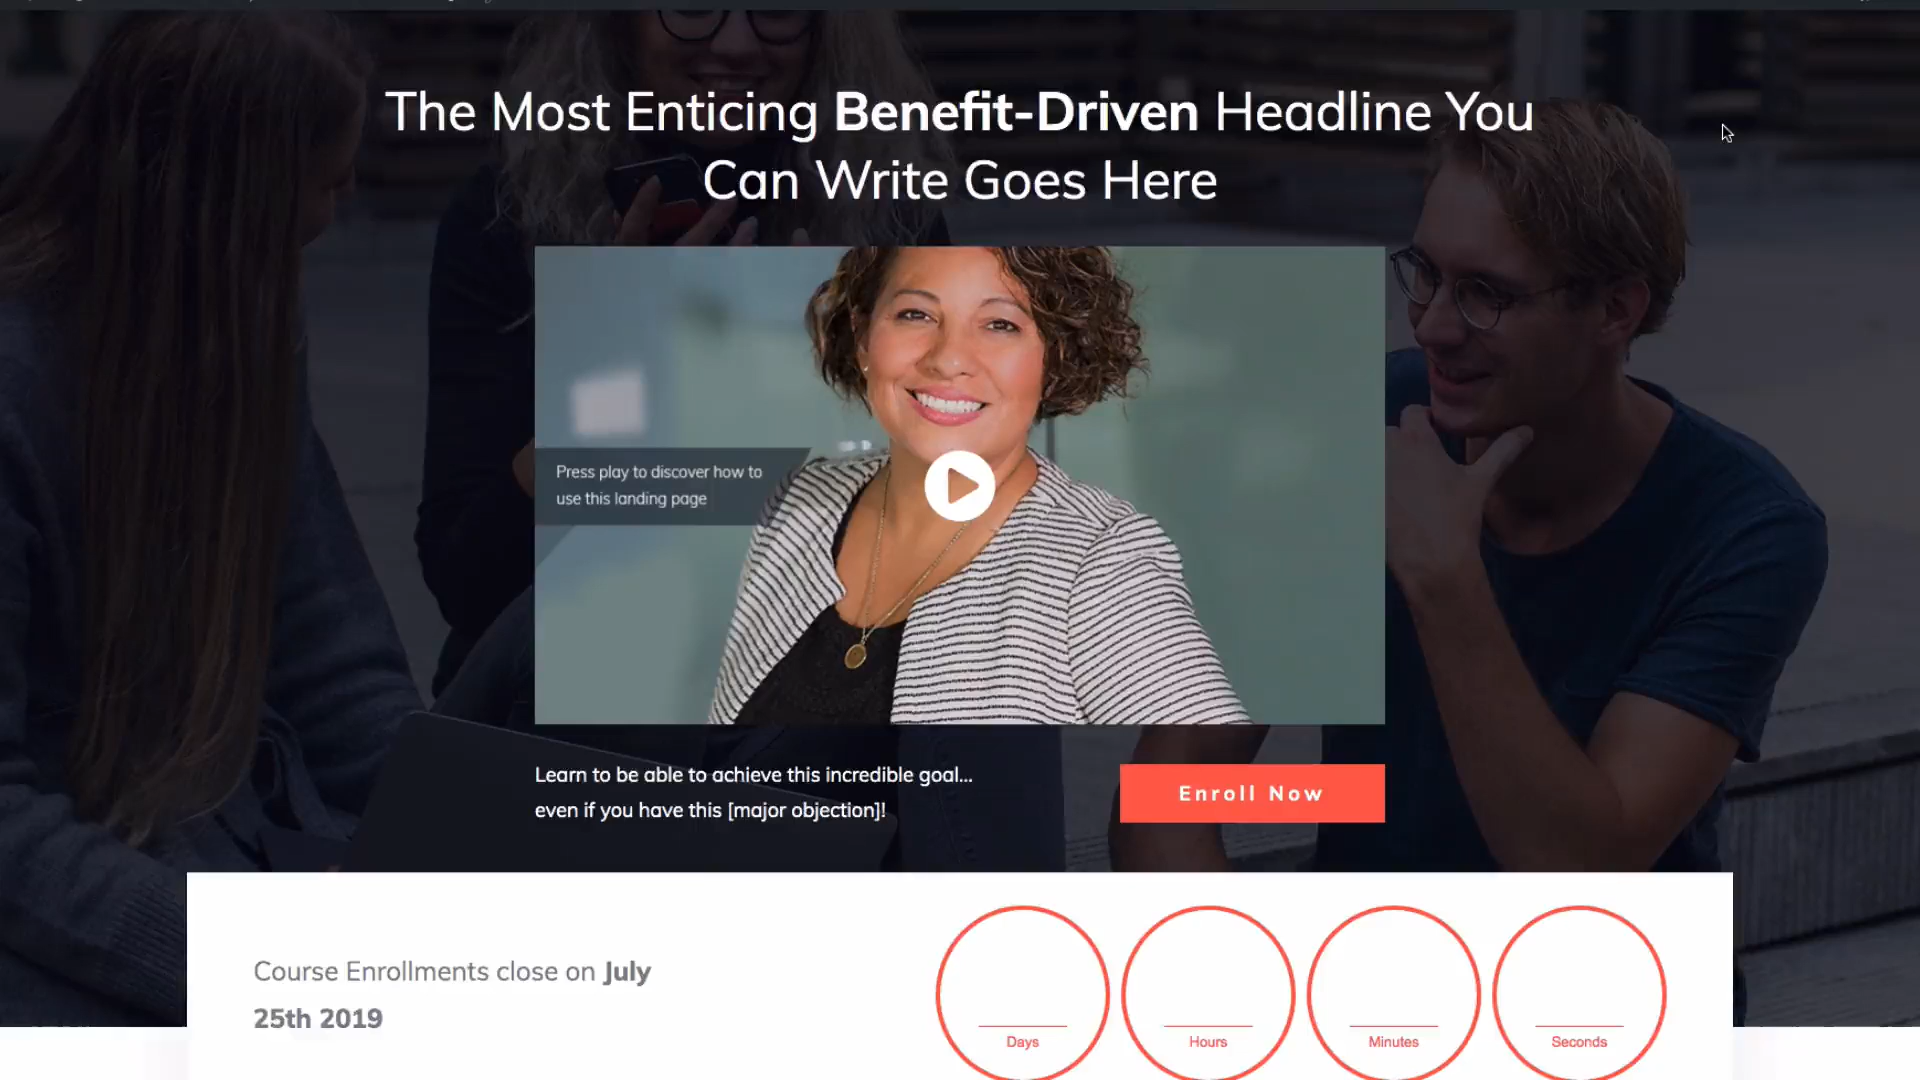 The Most Enticing Benefit-Driven Headline You
Can Write Goes Here
Press play to discover how to
use this landing page
Learn to be able to achieve this incredible goal...
even if you have this [major objection]!
Enroll Now
Course Enrollments close on July
25th 2019
Days
Hours
Minutes
Seconds